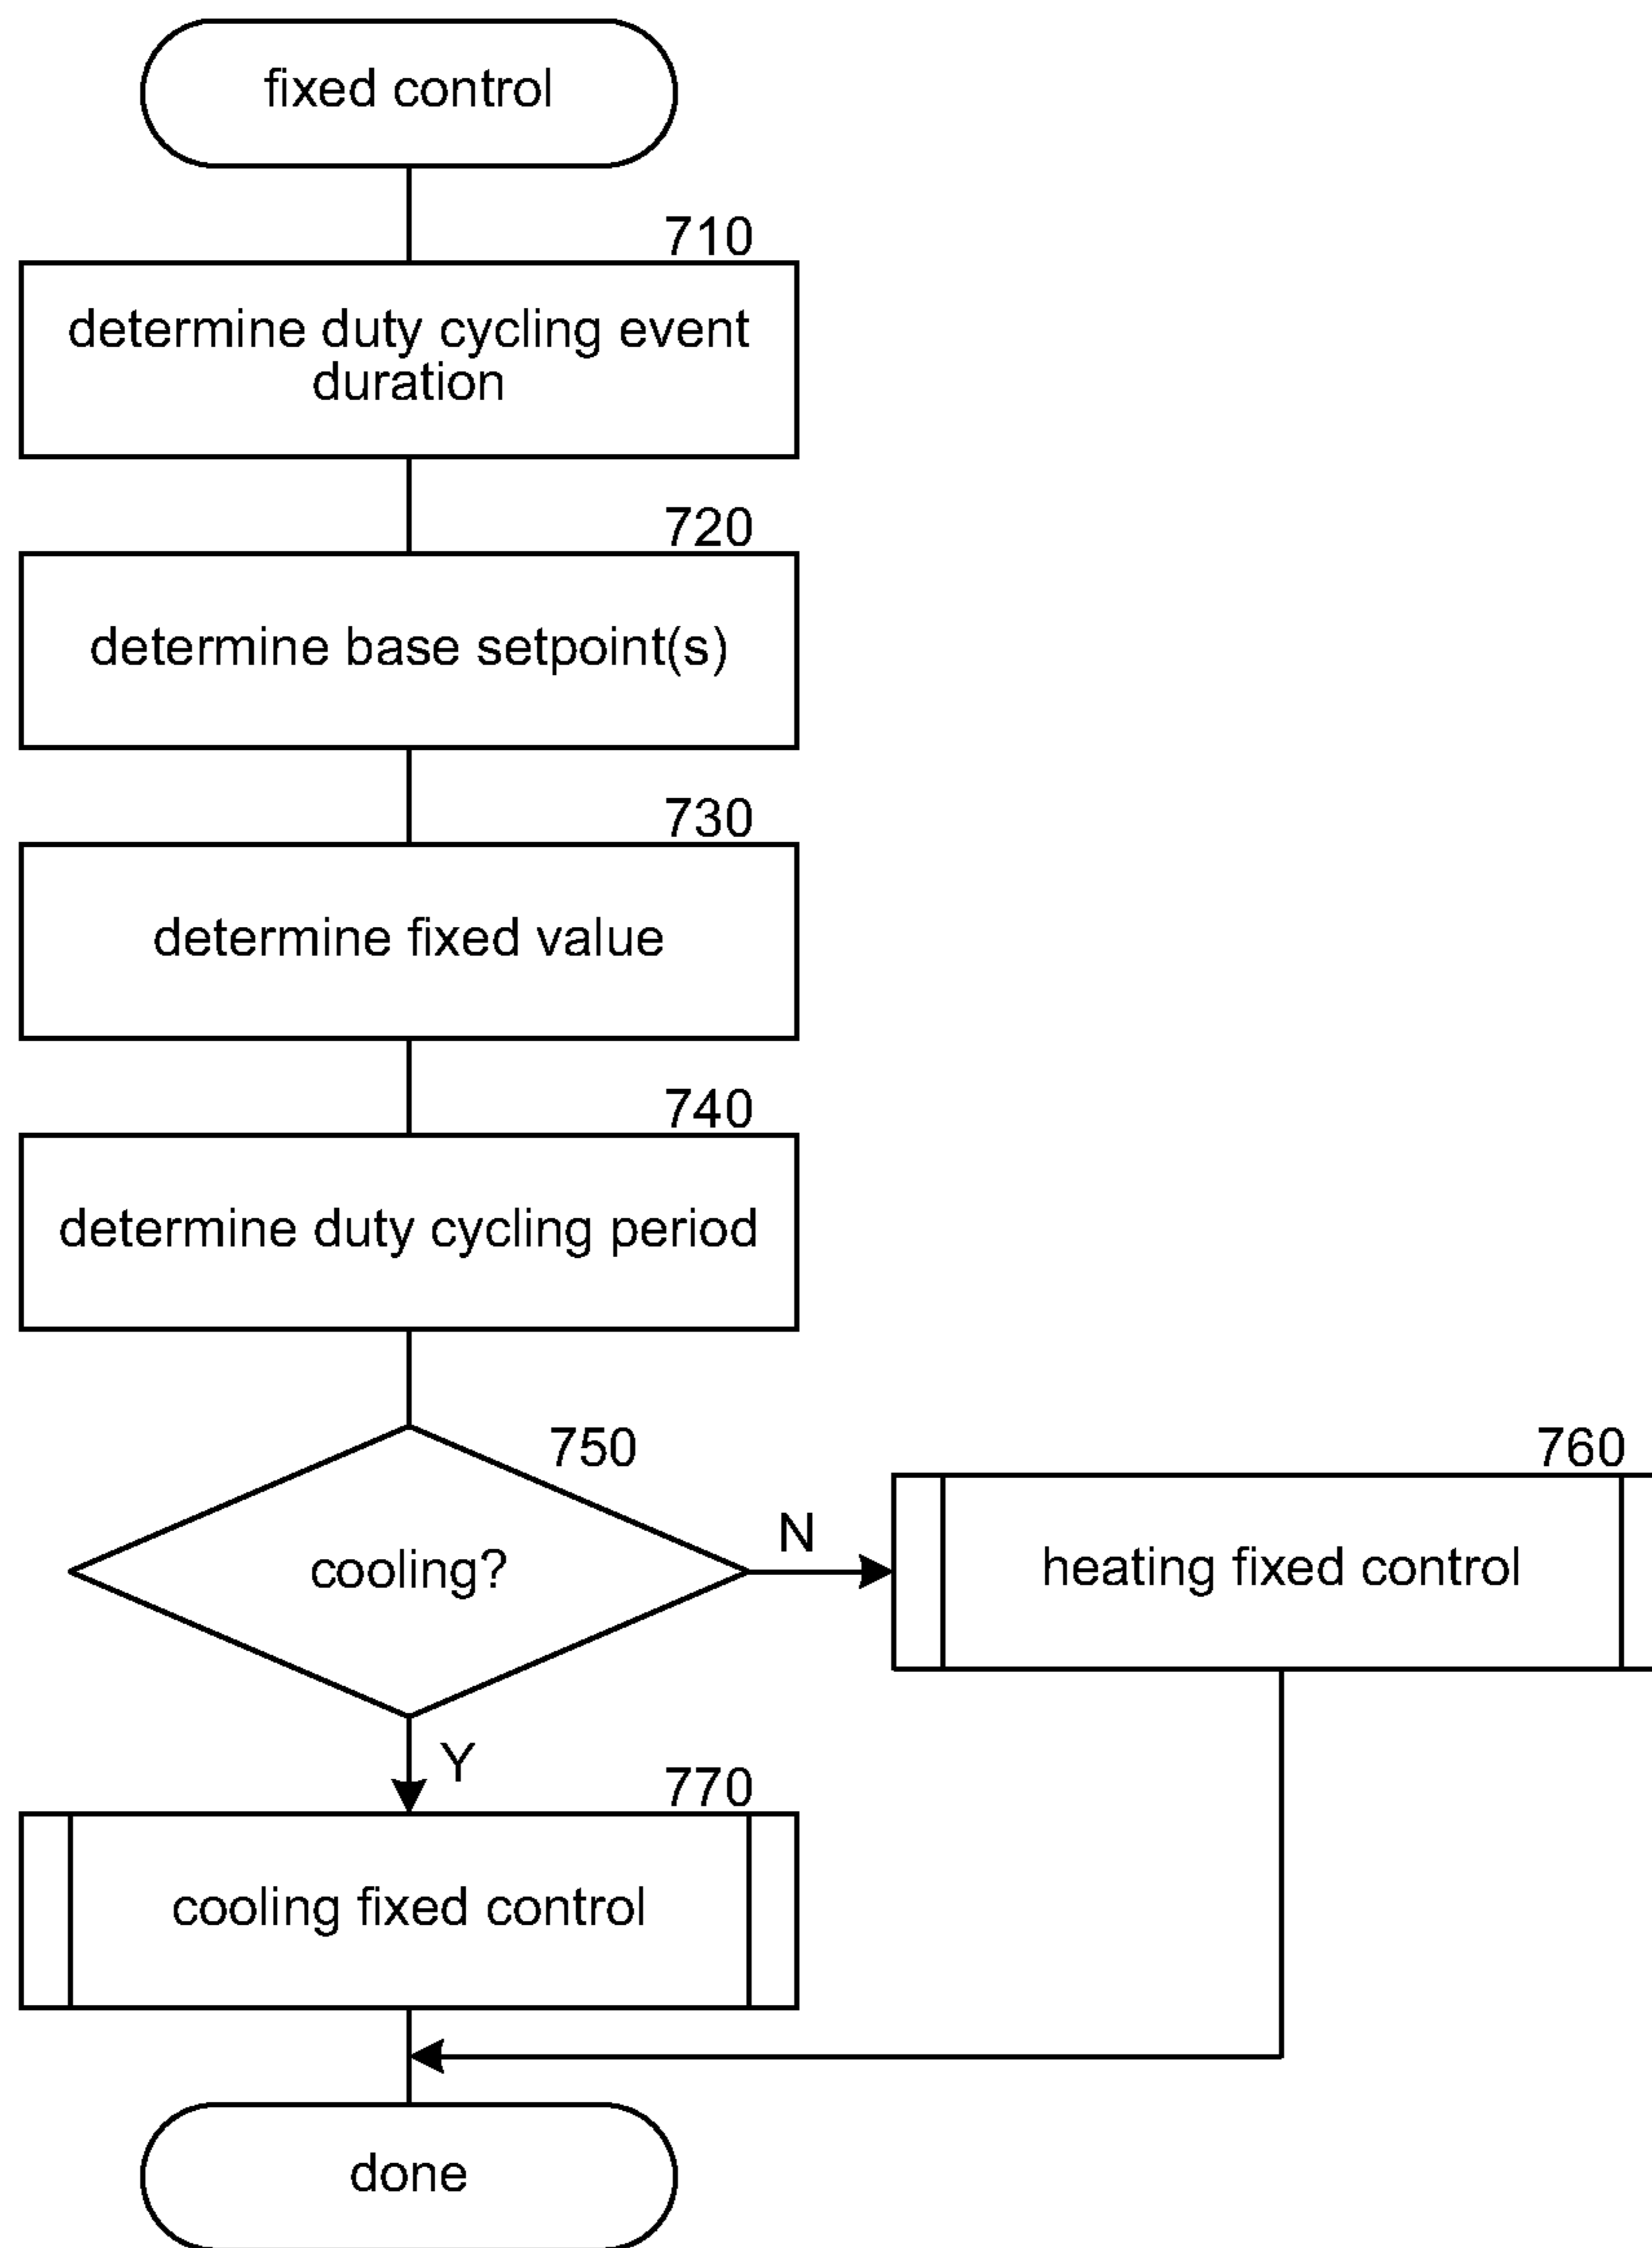 fixed control
710
determine duty cycling event
duration
720
determine base setpoint(s)
730
determine fixed value
740
determine duty cycling period
750
cooling?
N
760
heating fixed control
Y
770
cooling fixed control
done